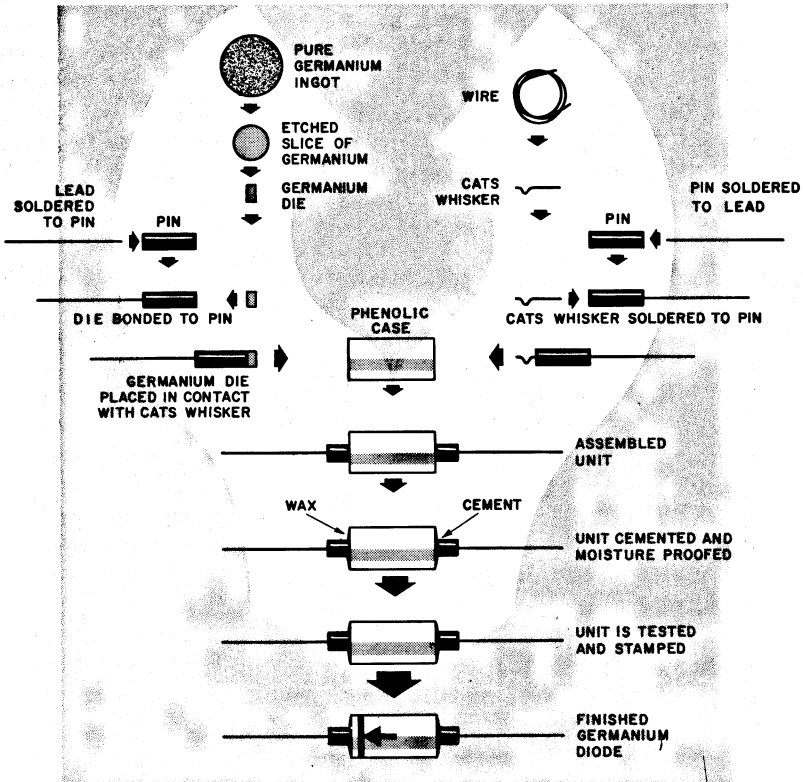 PURE
GERMANIUM
INGOT
WIRE
ETCHED
SLICE OF
GERMANIUM
GERMANIUM
DIE
CATS
WHISKER
LEAD
SOLDERED
TO PIN
PIN
PIN SOLDERED
TO LEAD
PIN
DIE BONDED TO PIN
CATS WHISKER SOLDERED TO PIN
PHENOLIC
CASE
GERMANIUM DIE
PLACED IN CONTACT
WITH CATS WHISKER
ASSEMBLED
UNIT
WAX
CEMENT
UNIT CEMENTED AND
MOISTURE PROOFED
UNIT IS TESTED
AND STAMPED
FINISHED
GERMANIUM
DIODE